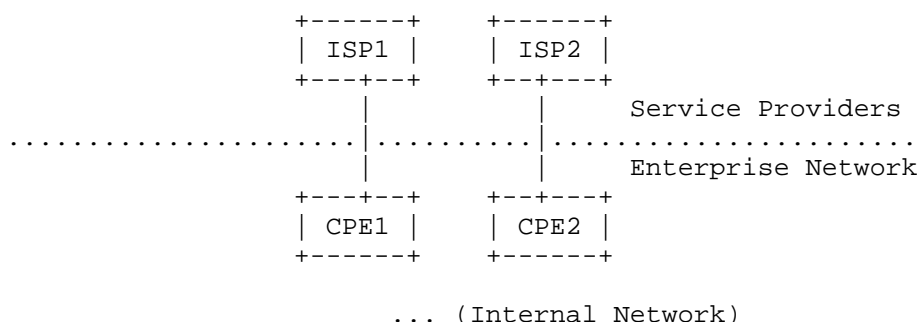 +------+    +------+
| ISP1 |    | ISP2 |
+---+--+    +--+---+
    |          |     Service Providers
......................|..........|.......................
    |          |     Enterprise Network
+---+--+    +--+---+
| CPE1 |    | CPE2 |
+------+    +------+
... (Internal Network)